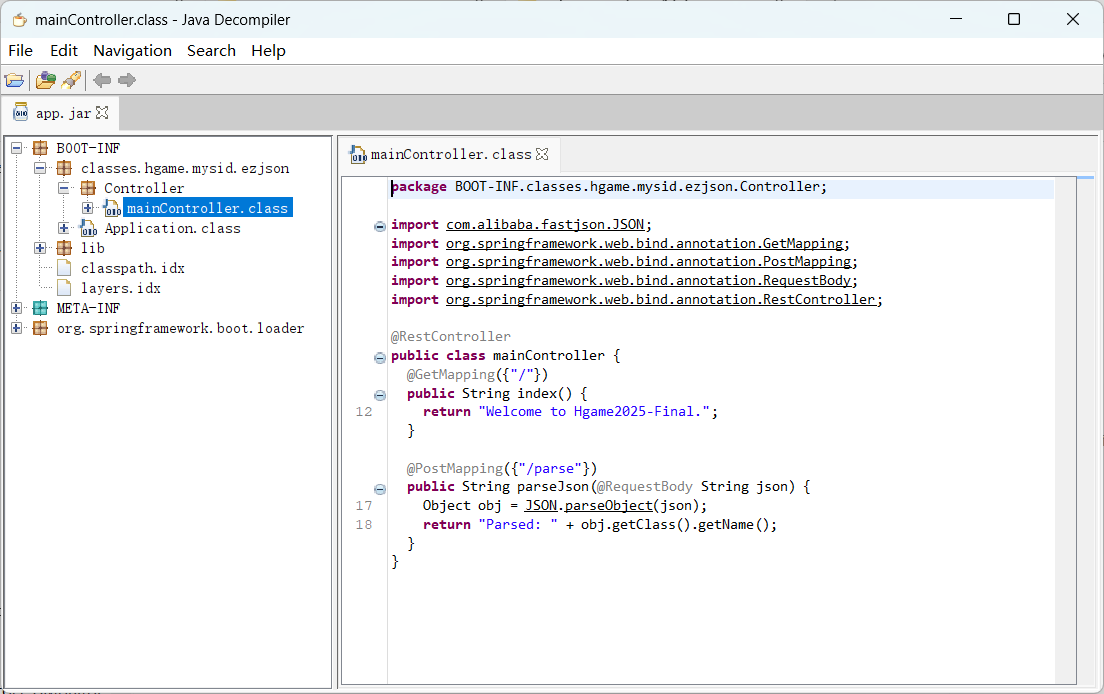 mainController.class - Java Decompiler
File Edit Navigation Search Help
app.jar
BOOT-INF
classes.hgame.mysid.ezjson
Controller
mainController.class
Application.class
lib
classpath.idx
layers.idx
META-INF
org.springframework.boot.loader
mainController.class
package BOOT-INF.classes.hgame.mysid.ezjson.Controller;
import com.alibaba.fastjson.JSON;
import org.springframework.web.bind.annotation.GetMapping;
import org.springframework.web.bind.annotation.PostMapping;
import org.springframework.web.bind.annotation.RequestBody;
import org.springframework.web.bind.annotation.RestController;
@RestController
public class mainController {
@GetMapping({"/"})
public String index() {
12 return "Welcome to Hgame2025-Final.";
}
@PostMapping({"/parse"})
public String parseJson(@RequestBody String json) {
17 Object obj = JSON.parseObject(json);
18 return "Parsed: " + obj.getClass().getName();
}
}